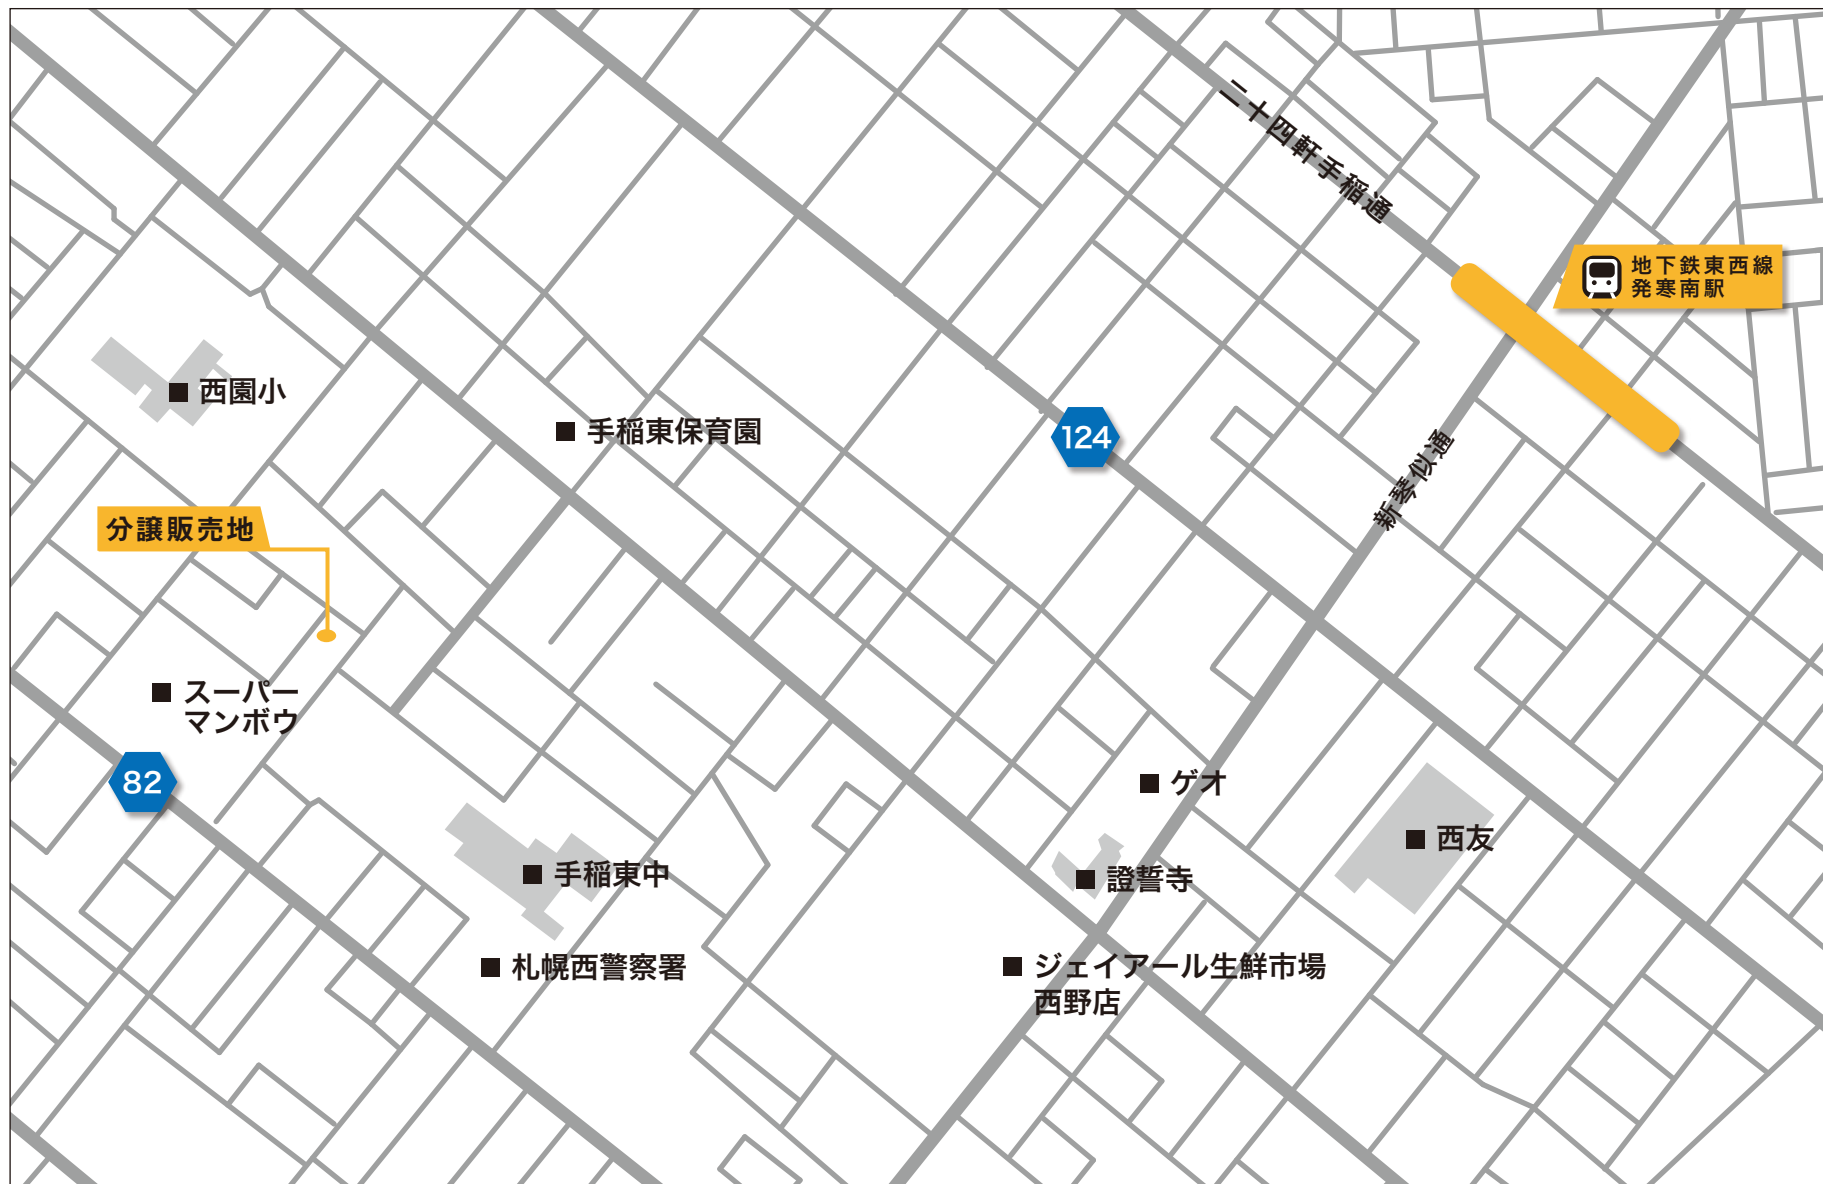 二十四軒手稲通
地下鉄東西線
発寒南駅
西園小
手稲東保育園
124
新琴似通
分譲販売地
スーパー
マンボウ
82
ゲオ
西友
手稲東中
證誓寺
札幌西警察署
ジェイアール生鮮市場
西野店